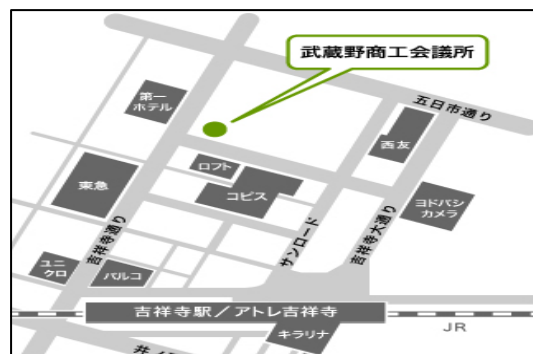 武蔵野商工会議所
五日市通り
第一
ホテル
西友
ロフト
東急
コピス
ヨドバシ
カメラ
吉祥寺通り
サンロード
吉祥寺大通り
ユニ
クロ
パルコ
吉祥寺駅/アトレ吉祥寺
キラリナ
JR